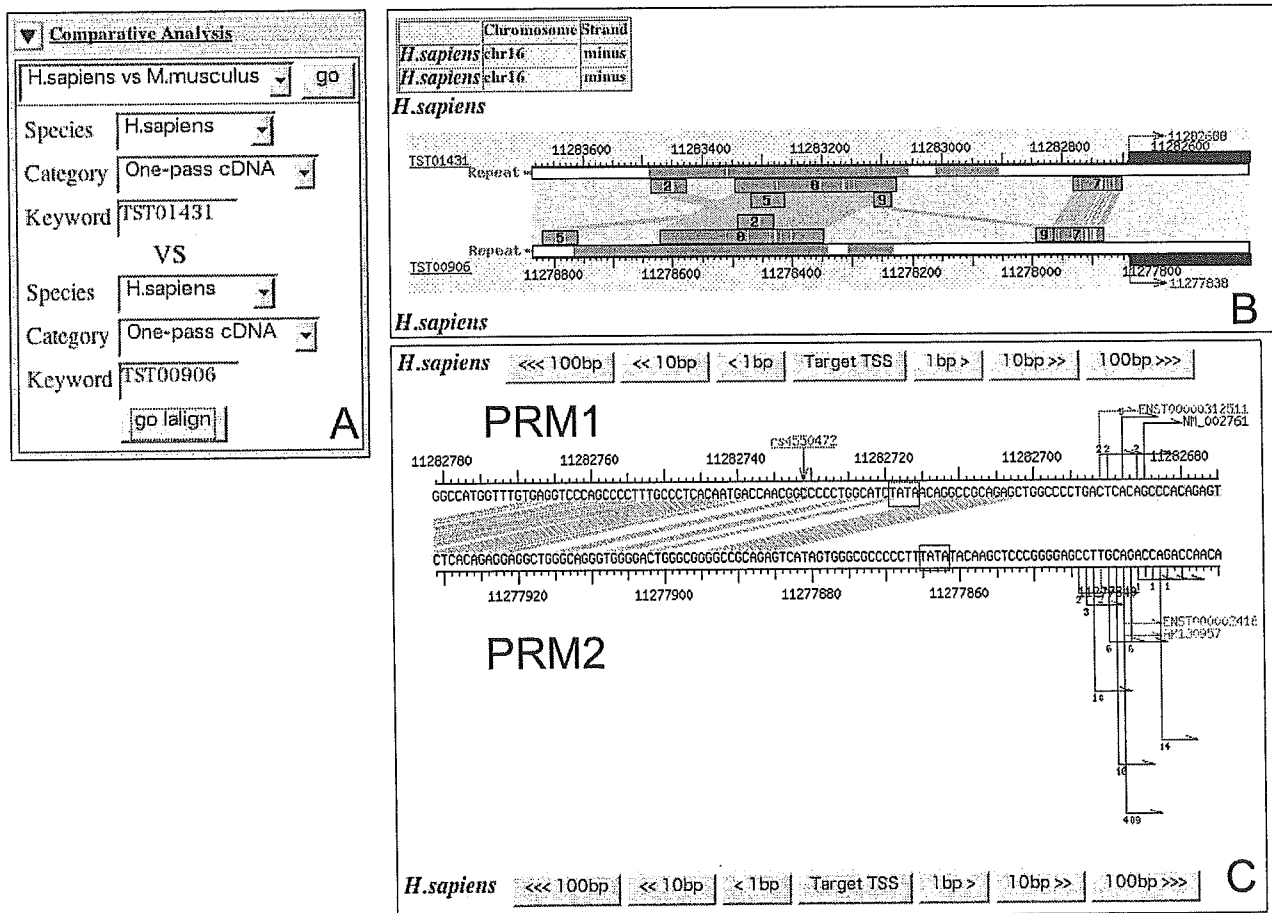 Comparative Analysis
H.sapiens vs M.musculus go
Species H.sapiens
Category One-pass cDNA
Keyword TST01431
VS
Species H.sapiens
Category One-pass cDNA
Keyword TST00906
go lalign
A
Chromosome Strand
H.sapiens chr16 minus
H.sapiens chr16 minus
H.sapiens
11282688
TST01431 11283600 11283400 11283200 11283000 11282800 11282600
Repeat
2 8 7
5 9
2
5 8 9 7
Repeat
TST00906 11278800 11278600 11278400 11278200 11278000 11277800
11277838
H.sapiens
B
H.sapiens <<< 100bp << 10bp < 1bp Target TSS 1bp > 10bp >> 100bp >>>
PRM1
ENST00000312511
NM_002761
rs4550472
11282780 11282760 11282740 11282720 11282700 11282680
GGCCATGGTTTGTGAGGTCCCAGCCCCTTTGCCCTCACAATGACCAACGGCCCCCTGGCATCTATAACAGGCCGCAGAGCTGGCCCCTGACTCACAGCCCACAGAGT
CTCACAGAGGAGGCTGGGCAGGGTGGGGACTGGGCGGGGCCGCAGAGTCATAGTGGGCGCCCCCTTTATATACAAGCTCCCGGGGAGCCTTGCAGACCAGACCAACA
11277920 11277900 11277880 11277860
PRM2
3
AK130957
6 6
14
409
H.sapiens <<< 100bp << 10bp < 1bp Target TSS 1bp > 10bp >> 100bp >>>
C